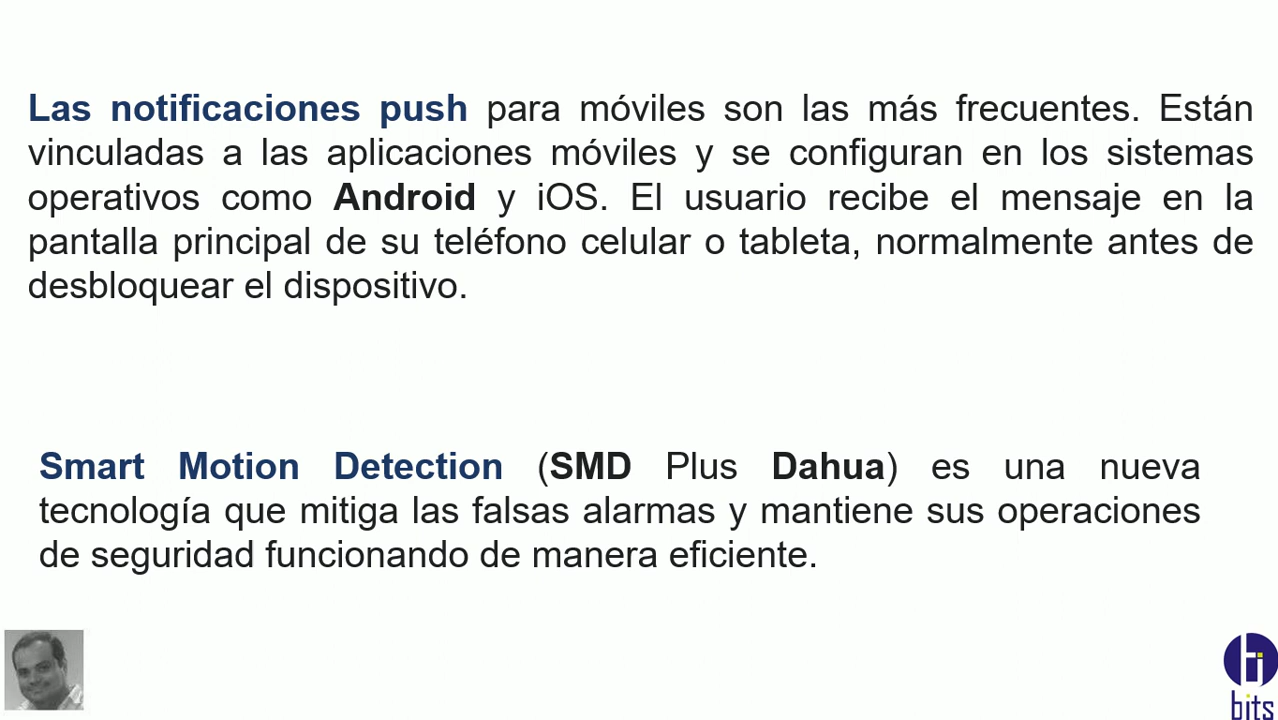 Las notificaciones push para móviles son las más frecuentes. Están
vinculadas a las aplicaciones móviles y se configuran en los sistemas
operativos como Android y iOS. El usuario recibe el mensaje en la
pantalla principal de su teléfono celular o tableta, normalmente antes de
desbloquear el dispositivo.
Smart Motion Detection (SMD Plus Dahua) es una nueva
tecnología que mitiga las falsas alarmas y mantiene sus operaciones
de seguridad funcionando de manera eficiente.
bits